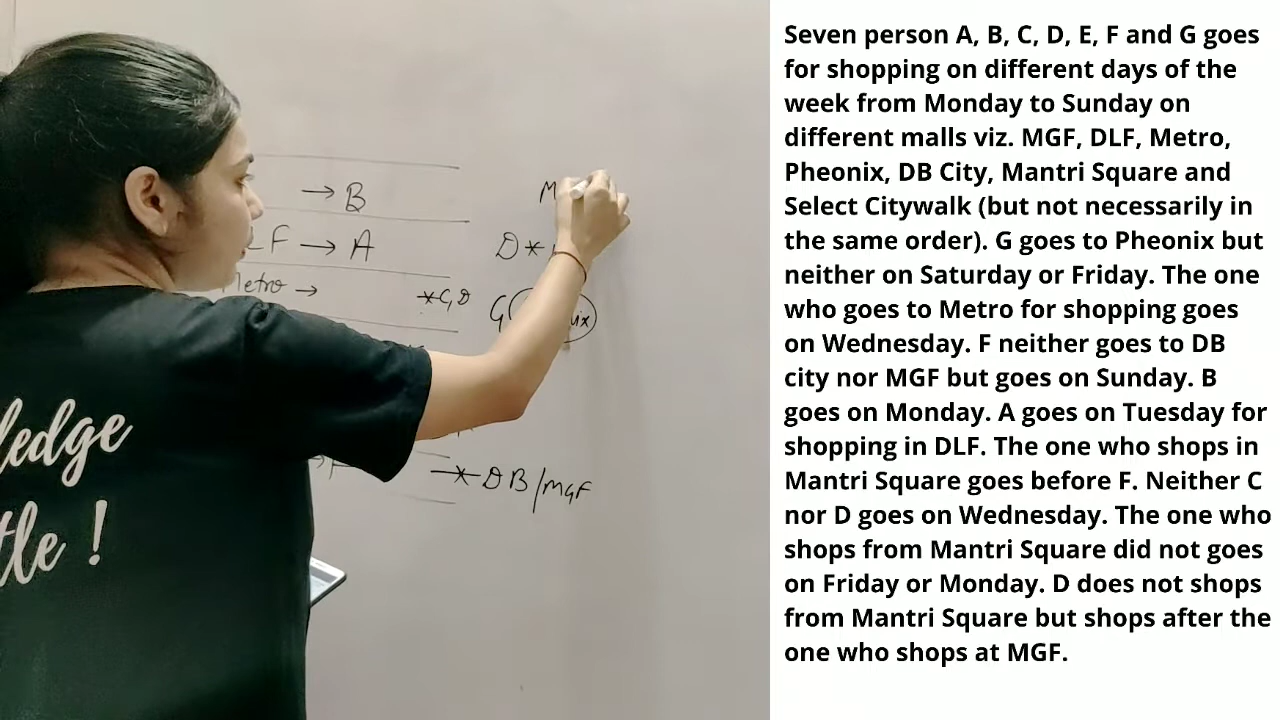 Seven person A, B, C, D, E, F and G goes
for shopping on different days of the
week from Monday to Sunday on
different malls viz. MGF, DLF, Metro,
Pheonix, DB City, Mantri Square and
Select Citywalk (but not necessarily in
the same order). G goes to Pheonix but
neither on Saturday or Friday. The one
who goes to Metro for shopping goes
on Wednesday. F neither goes to DB
city nor MGF but goes on Sunday. B
goes on Monday. A goes on Tuesday for
shopping in DLF. The one who shops in
Mantri Square goes before F. Neither C
nor D goes on Wednesday. The one who
shops from Mantri Square did not goes
on Friday or Monday. D does not shops
from Mantri Square but shops after the
one who shops at MGF.
→ B
LF → A
Metro →
*C, D
→ F
* DB/MGF
M
D *
G
ix
ledge
tle !